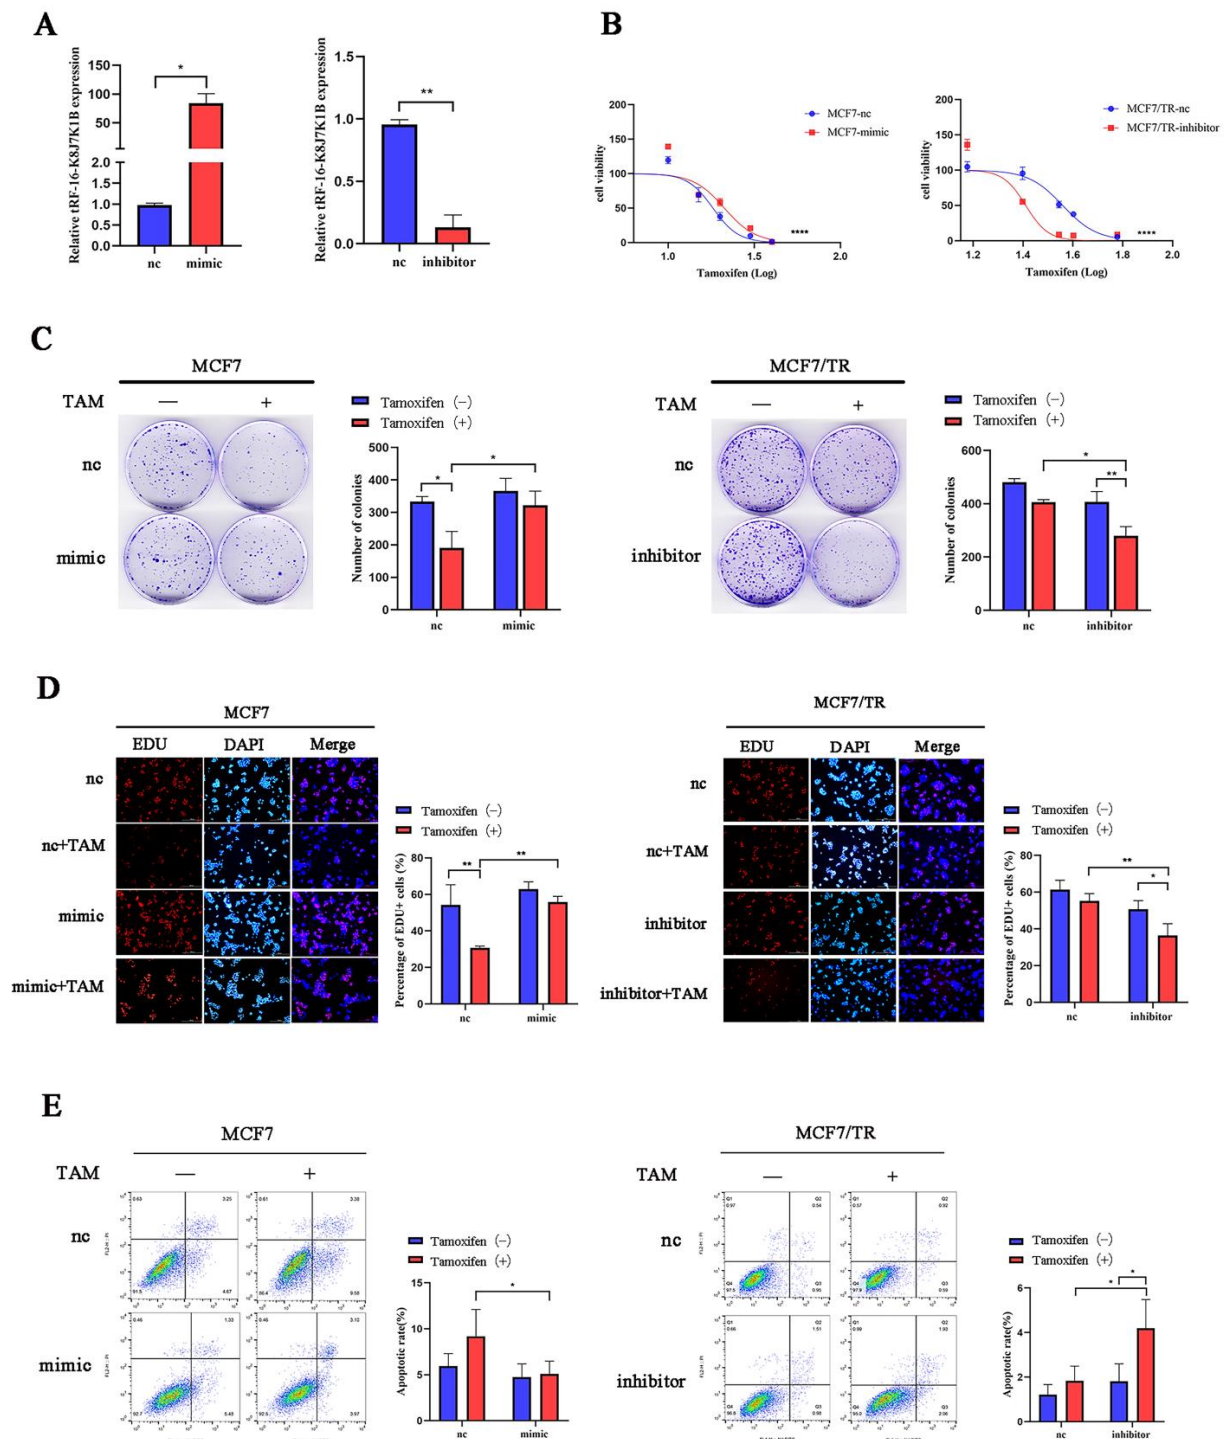 A
Relative tRF-16-K8J7K1B expression
150
100
50
2.0
1.5
1.0
0.5
0.0
*
nc
mimic
Relative tRF-16-K8J7K1B expression
1.5
1.0
0.5
0.0
**
nc
inhibitor
B
cell viability
200
150
100
50
0
MCF7-nc
MCF7-mimic
****
1.0
1.5
2.0
Tamoxifen (Log)
cell viability
200
150
100
50
0
MCF7/TR-nc
MCF7/TR-inhibitor
****
1.2
1.4
1.6
1.8
2.0
Tamoxifen (Log)
C
MCF7
TAM — +
nc
mimic
Tamoxifen (−)
Tamoxifen (+)
Number of colonies
500
400
300
200
100
0
*
*
nc
mimic
MCF7/TR
TAM — +
nc
inhibitor
Tamoxifen (−)
Tamoxifen (+)
Number of colonies
600
400
200
0
*
**
nc
inhibitor
D
MCF7
EDU DAPI Merge
nc
nc+TAM
mimic
mimic+TAM
Tamoxifen (−)
Tamoxifen (+)
Percentage of EDU+ cells (%)
80
60
40
20
0
**
**
nc
mimic
MCF7/TR
EDU DAPI Merge
nc
nc+TAM
inhibitor
inhibitor+TAM
Tamoxifen (−)
Tamoxifen (+)
Percentage of EDU+ cells (%)
80
60
40
20
0
**
*
nc
inhibitor
E
MCF7
TAM — +
nc
mimic
Tamoxifen (−)
Tamoxifen (+)
Apoptotic rate(%)
15
10
5
0
*
nc
mimic
MCF7/TR
TAM — +
nc
inhibitor
Tamoxifen (−)
Tamoxifen (+)
Apoptotic rate(%)
6
4
2
0
*
*
nc
inhibitor